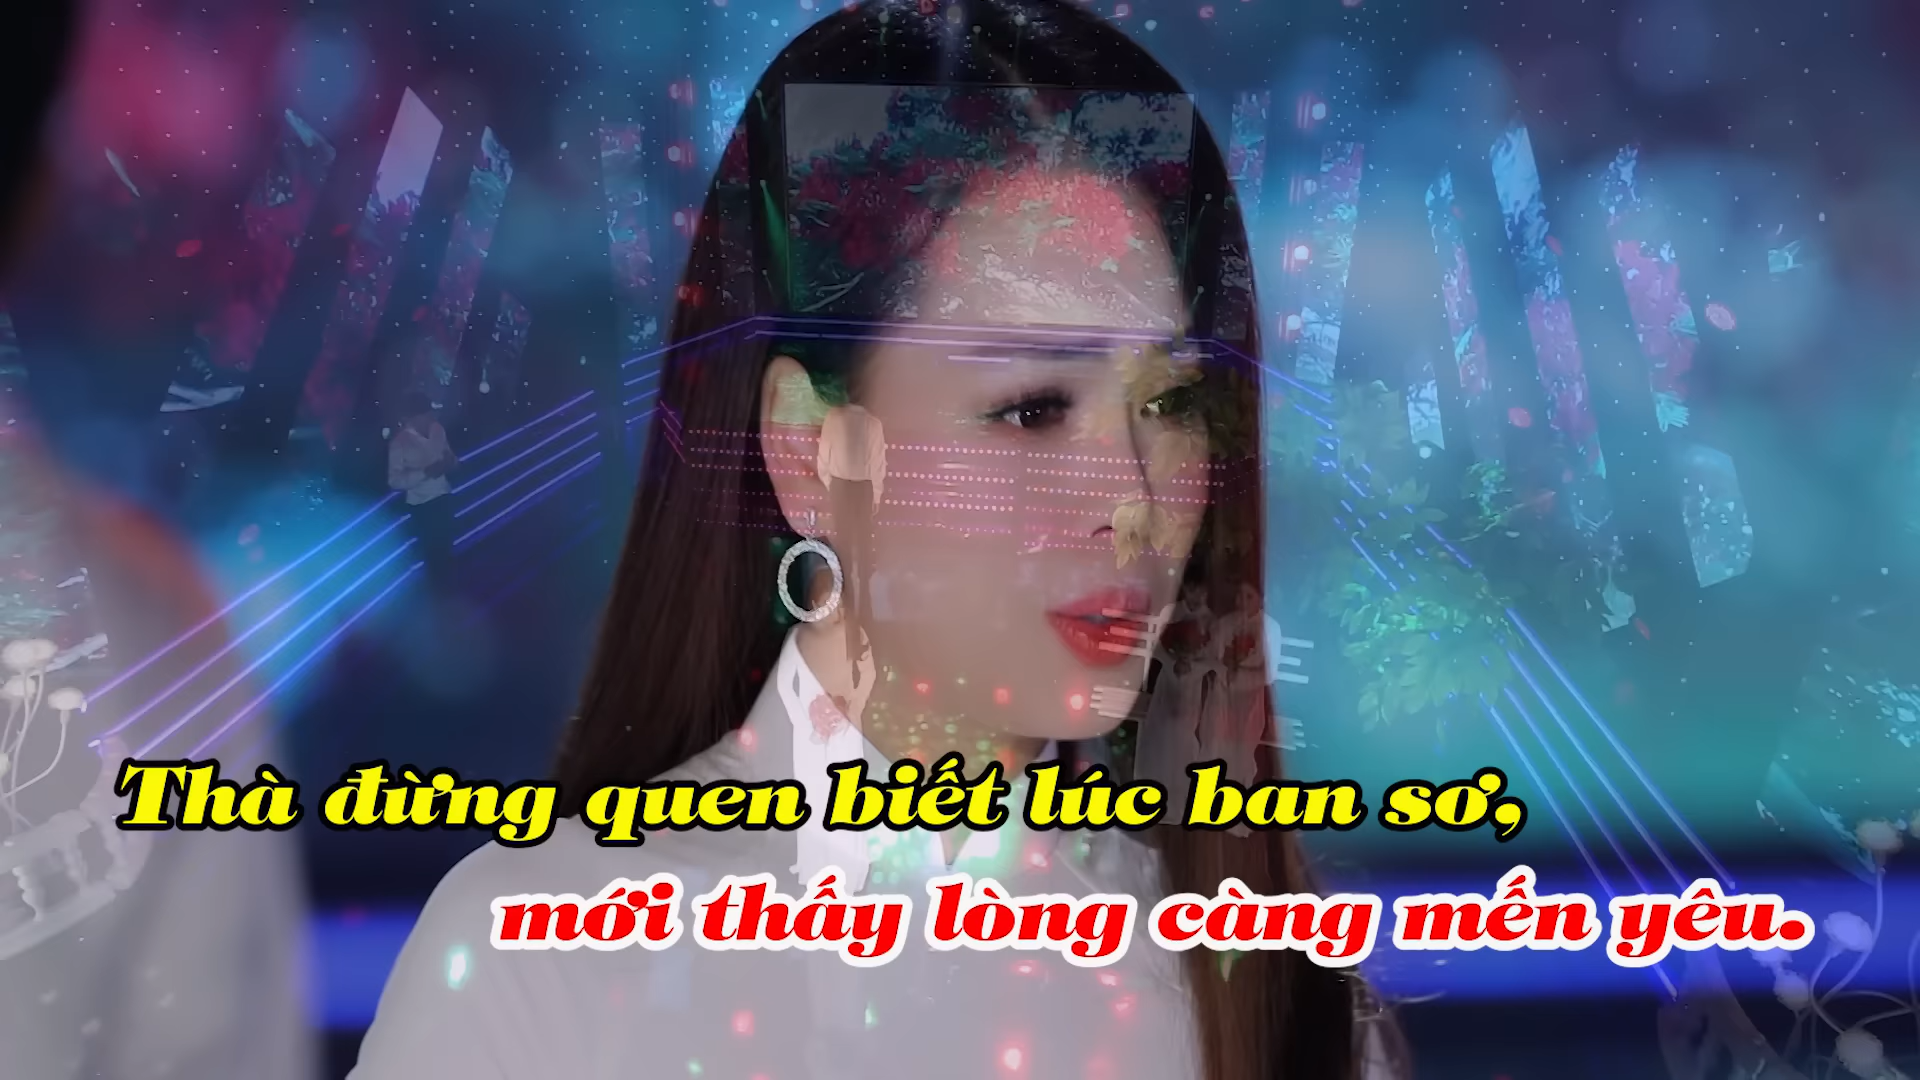 Thà đừng quen biết lúc ban sơ,
mới thấy lòng càng mến yêu.